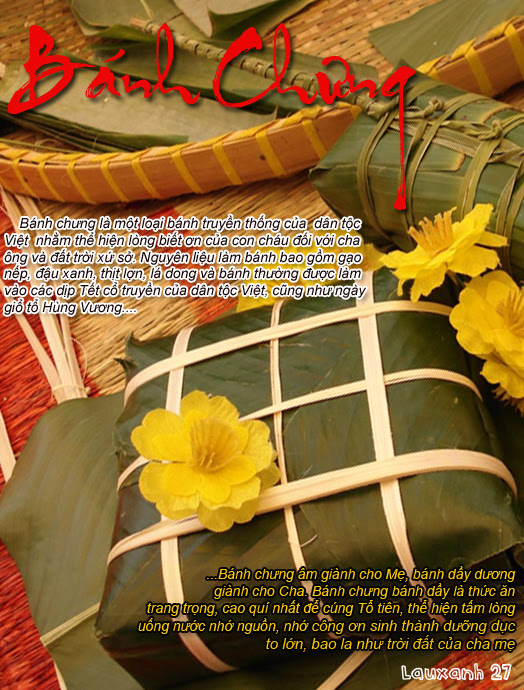 Bánh Chưng
Bánh chưng là một loại bánh truyền thống của dân tộc
Việt nhằm thể hiện lòng biết ơn của con cháu đối với cha
ông và đất trời xứ sở. Nguyên liệu làm bánh bao gồm gạo
nếp, đậu xanh, thịt lợn, lá dong và bánh thường được làm
vào các dịp Tết cổ truyền của dân tộc Việt, cũng như ngày
giổ tổ Hùng Vương....
...Bánh chưng âm giành cho Mẹ, bánh dầy dương
giành cho Cha. Bánh chưng bánh dầy là thức ăn
trang trọng, cao quí nhất để cúng Tổ tiên, thể hiện tấm lòng
uống nước nhớ nguồn, nhớ công ơn sinh thành dưỡng dục
to lớn, bao la như trời đất của cha mẹ
Lauxanh 27